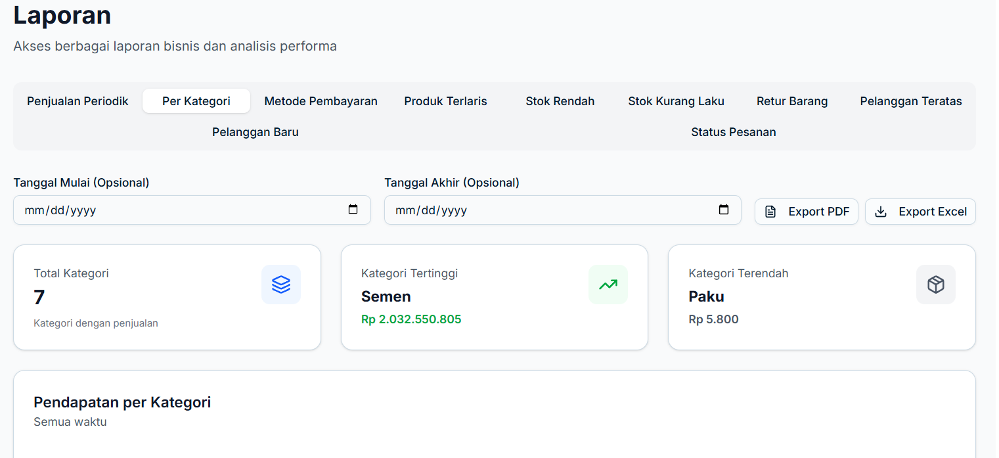 Laporan
Akses berbagai laporan bisnis dan analisis performa
Penjualan Periodik
Per Kategori
Metode Pembayaran
Produk Terlaris
Stok Rendah
Stok Kurang Laku
Retur Barang
Pelanggan Teratas
Pelanggan Baru
Status Pesanan
Tanggal Mulai (Opsional)
Tanggal Akhir (Opsional)
mm/dd/yyyy
mm/dd/yyyy
Export PDF
Export Excel
Total Kategori
7
Kategori dengan penjualan
Kategori Tertinggi
Semen
Rp 2.032.550.805
Kategori Terendah
Paku
Rp 5.800
Pendapatan per Kategori
Semua waktu